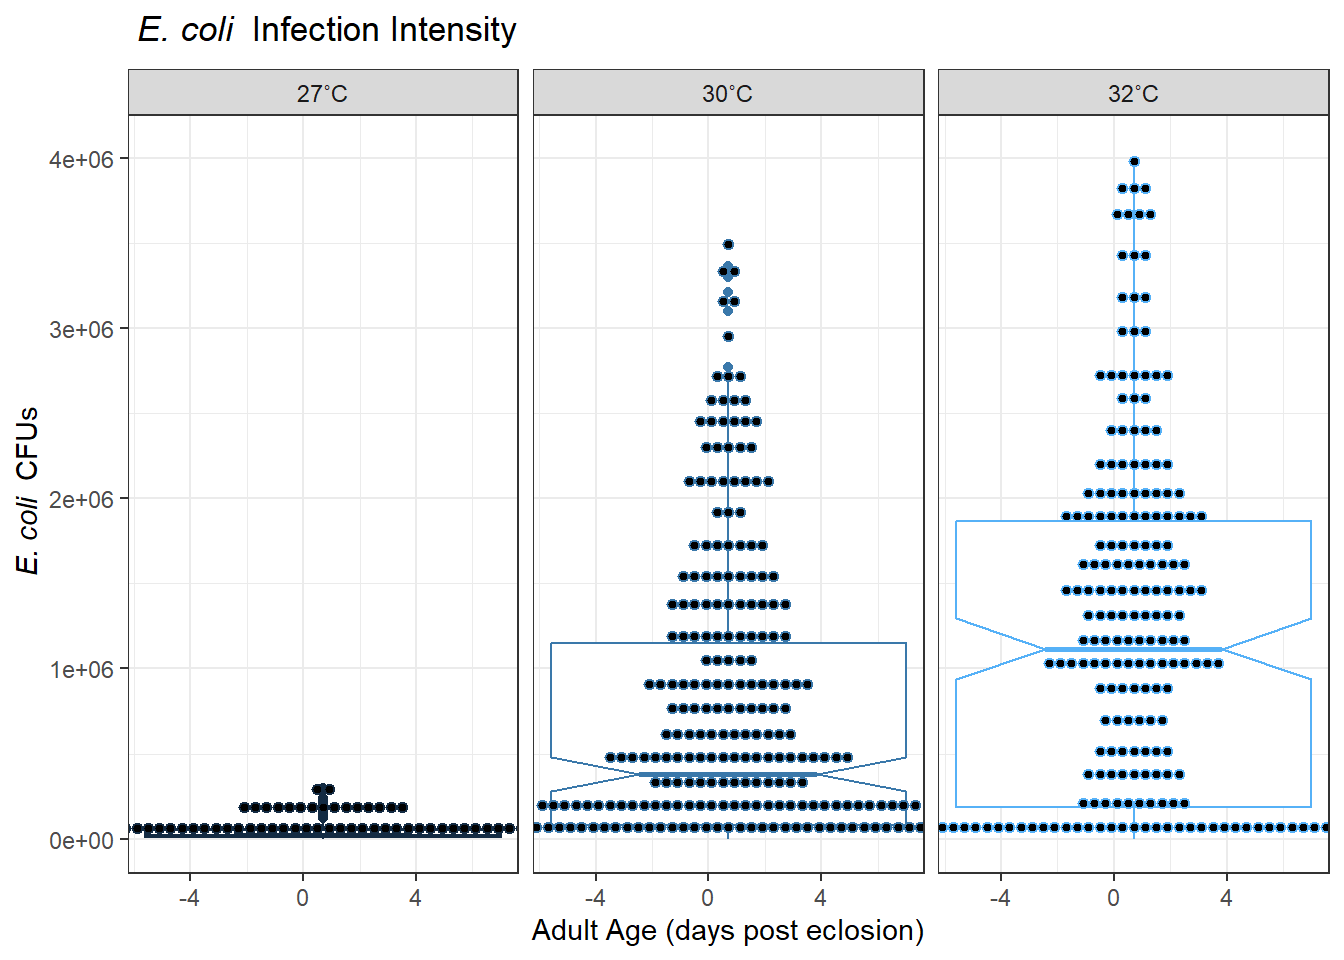 E. coli Infection Intensity
27°C
30°C
32°C
4e+06
3e+06
2e+06
1e+06
0e+00
E. coli CFUs
-4 0 4
-4 0 4
-4 0 4
Adult Age (days post eclosion)